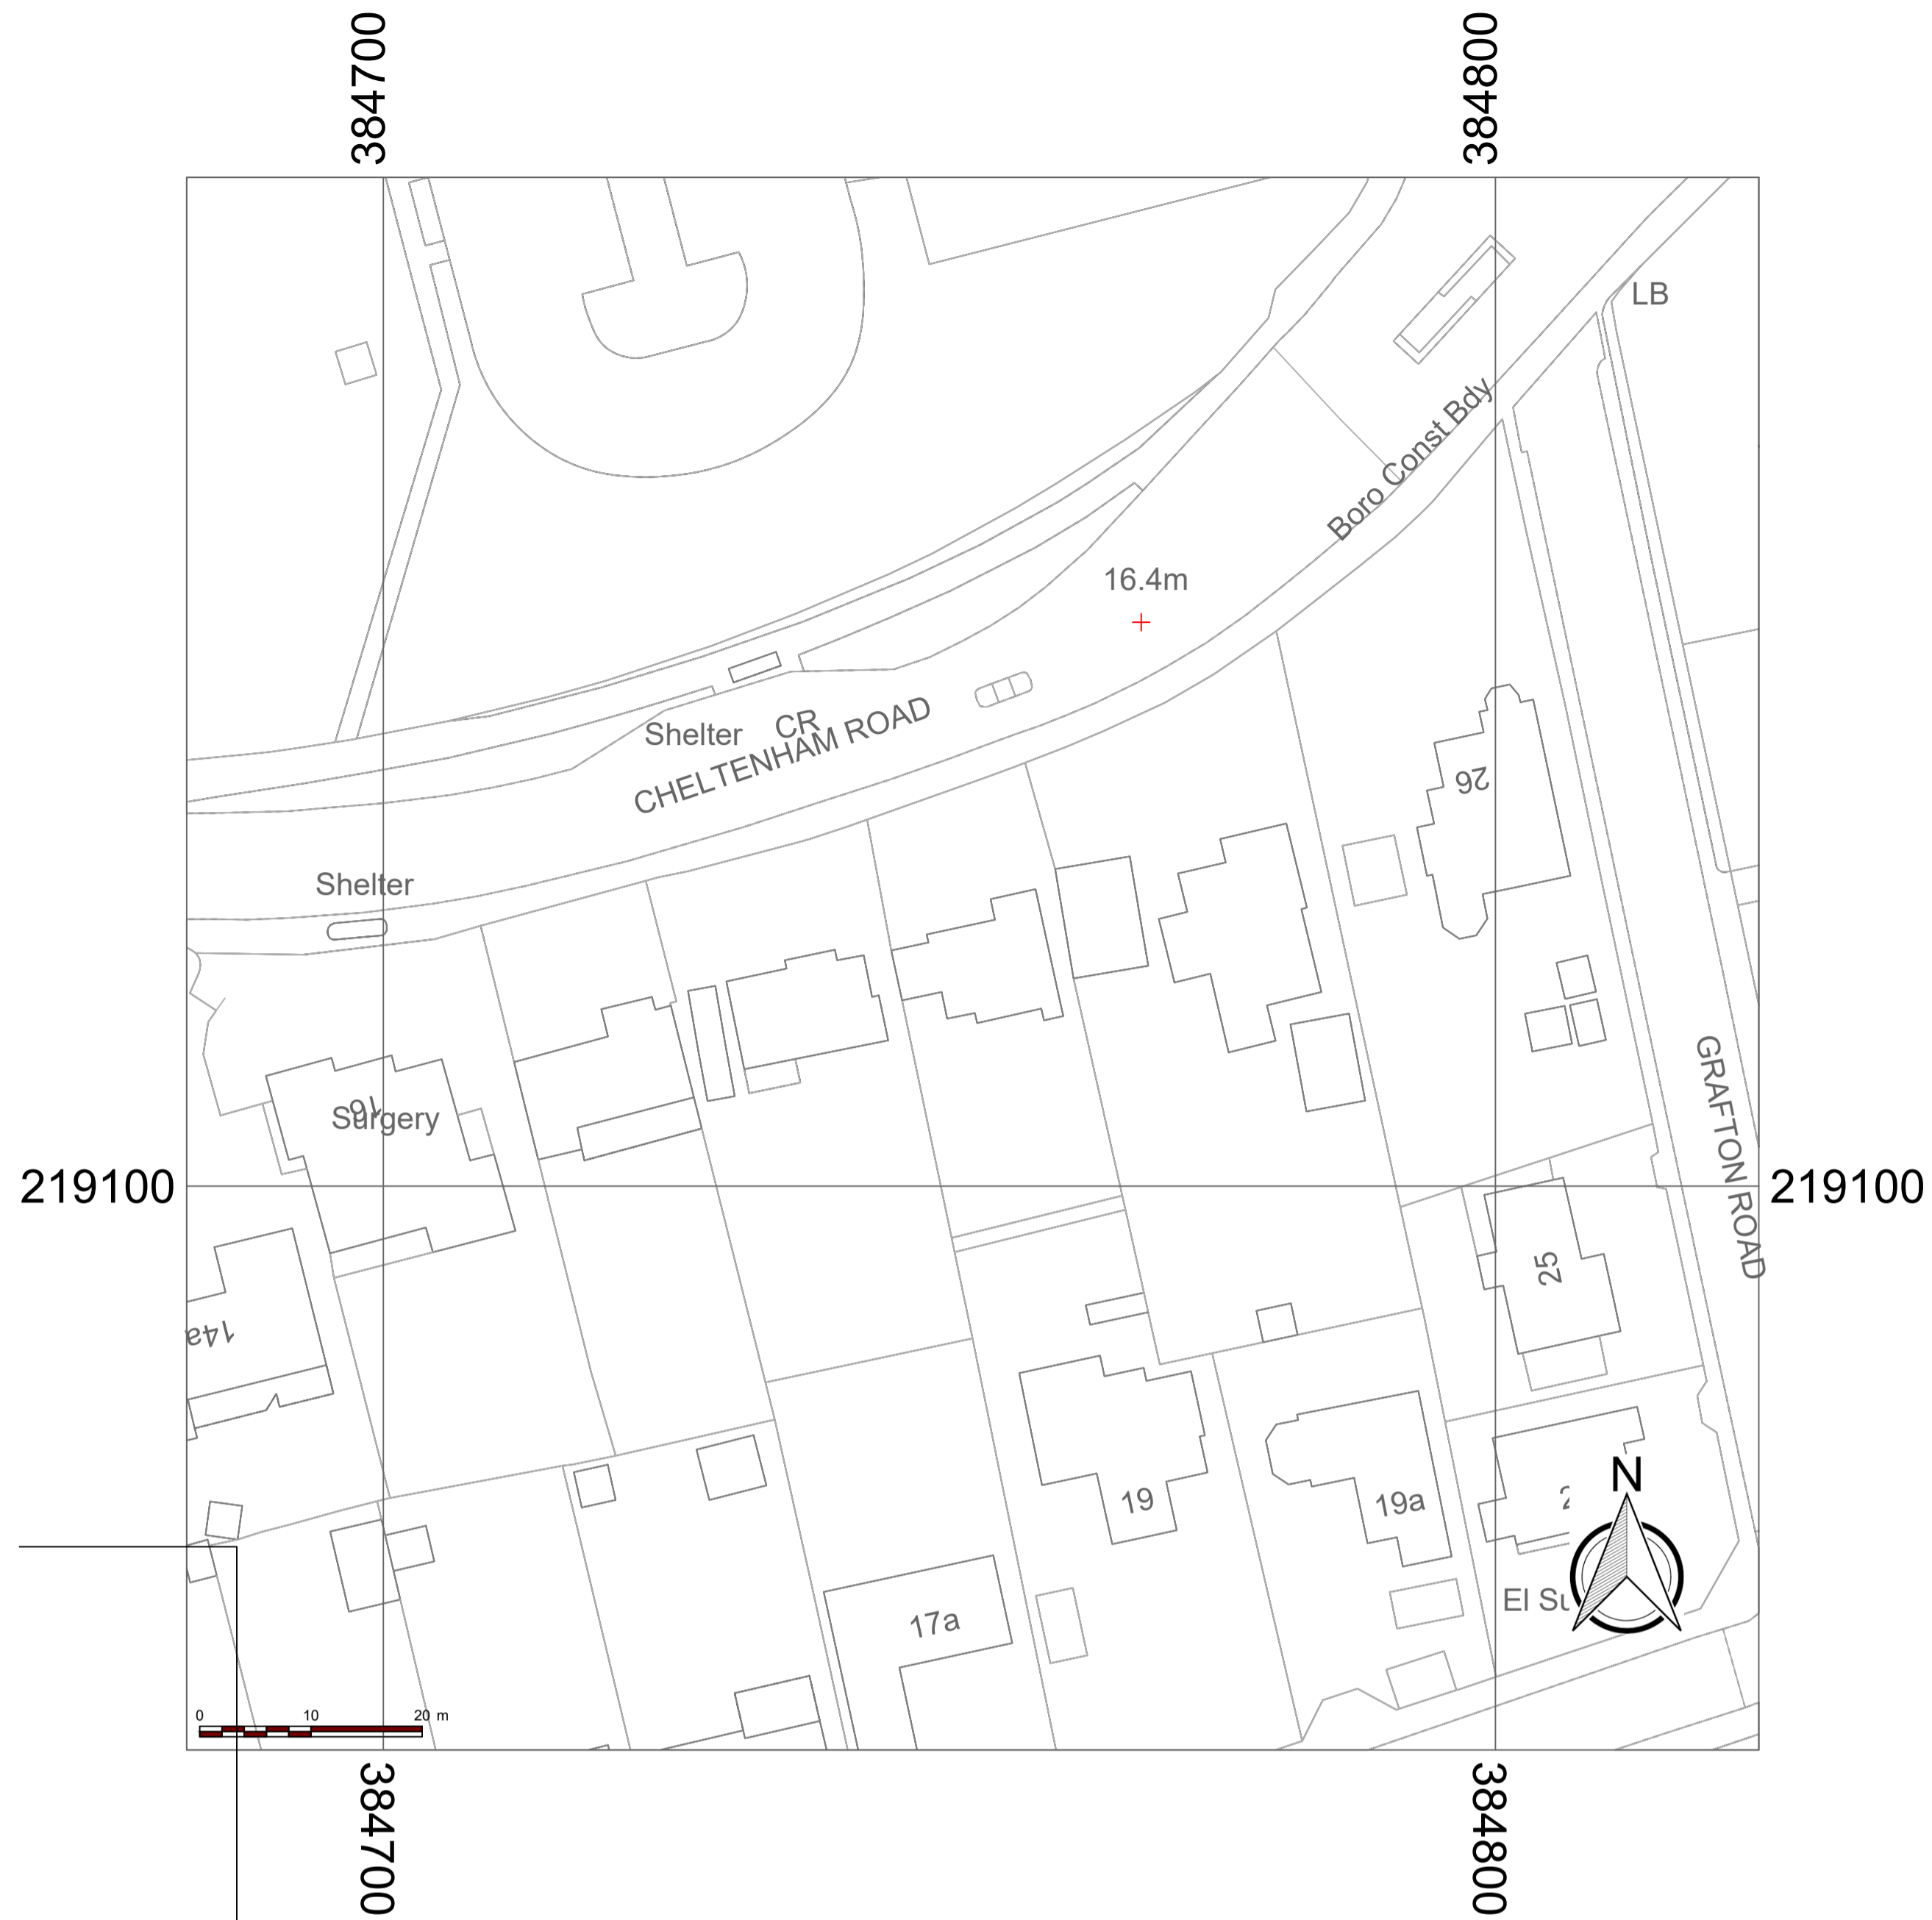 384700
384800
LB
Boro Const Bdy
16.4m
Shelter
CR
CHELTENHAM ROAD
26
Shelter
GRAFTON ROAD
16
Surgery
219100
219100
25
14a
19
19a
2
El Su
17a
0 10 20 m
N
384700
384800